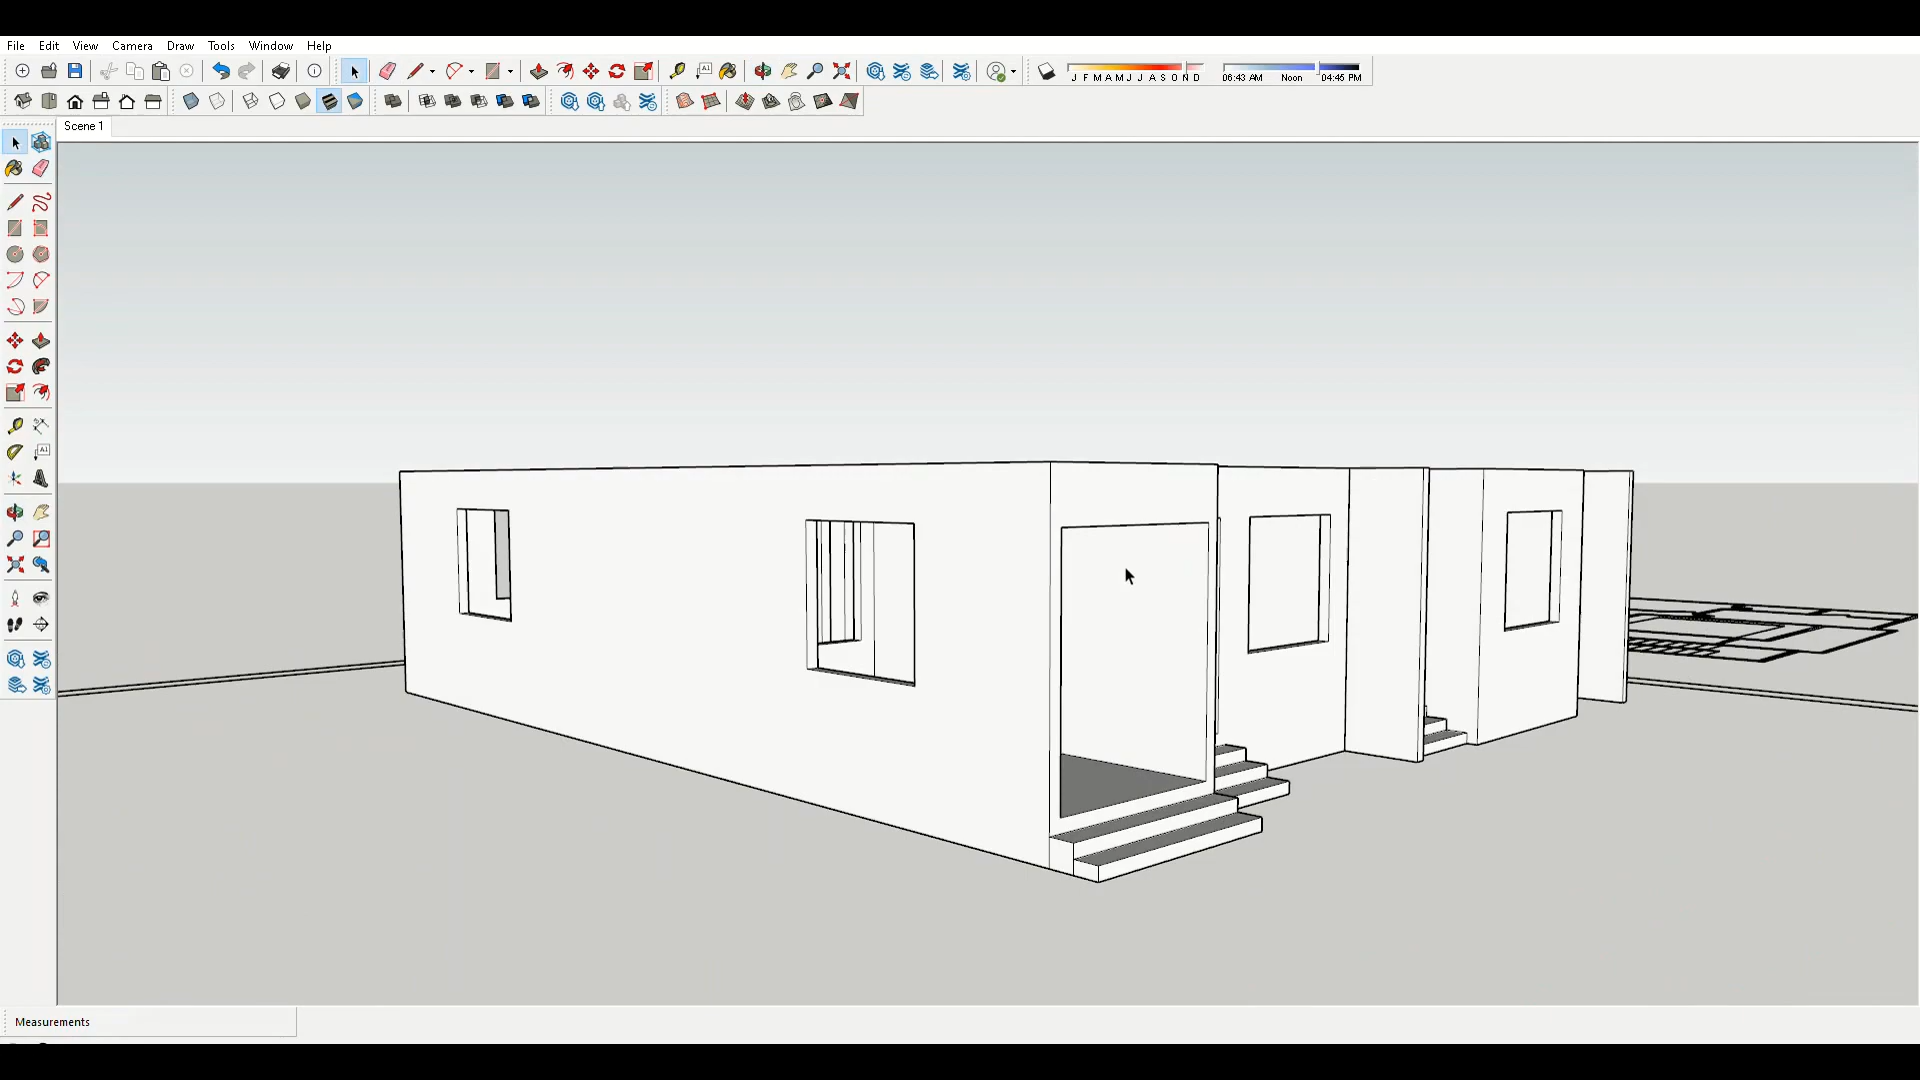 File Edit View Camera Draw Tools Window Help
J F M A M J J A S O N D
06:43 AM Noon 04:45 PM
Scene 1
Measurements